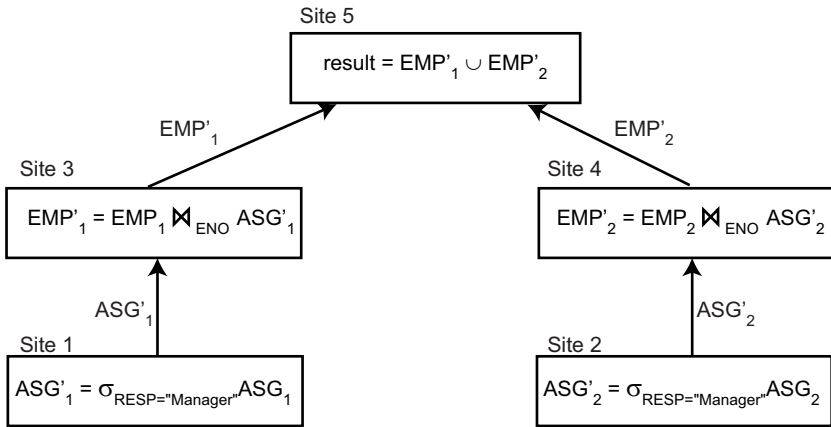 Site 5
result = EMP’₁ ∪ EMP’₂
EMP’₁
EMP’₂
Site 3
Site 4
EMP’₁ = EMP₁ ⋈ ENO ASG’₁
EMP’₂ = EMP₂ ⋈ ENO ASG’₂
ASG’₁
ASG’₂
Site 1
Site 2
ASG’₁ = σ RESP="Manager" ASG₁
ASG’₂ = σ RESP="Manager" ASG₂